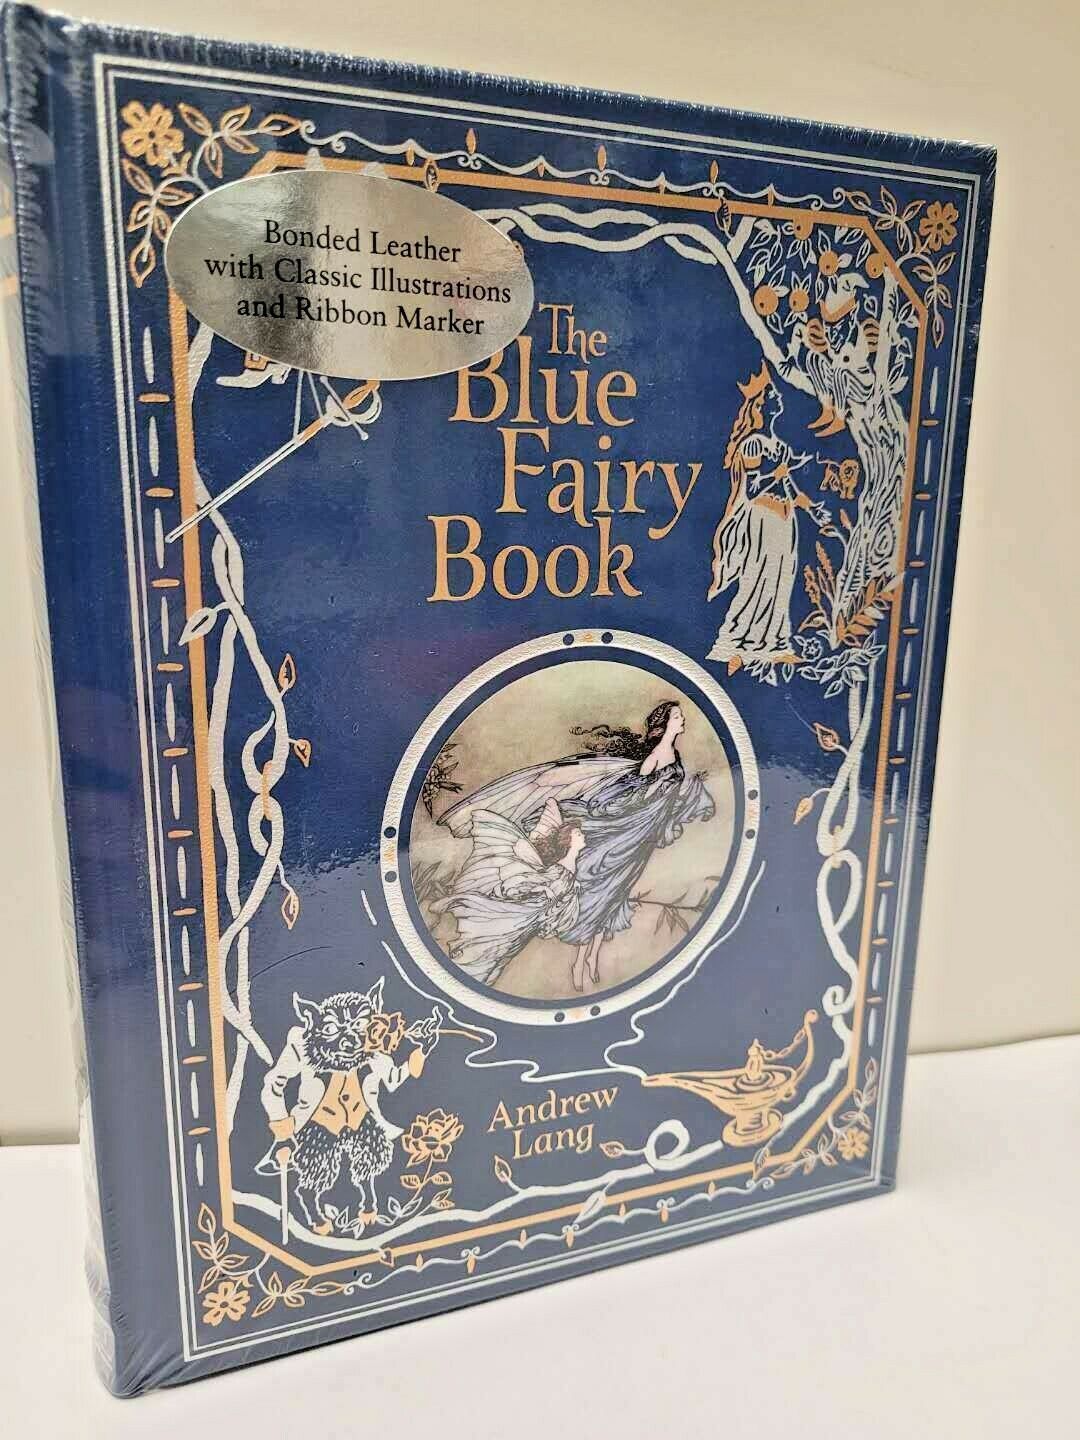 Bonded Leather
with Classic Illustrations
and Ribbon Marker
The
Blue
Fairy
Book
Andrew
Lang